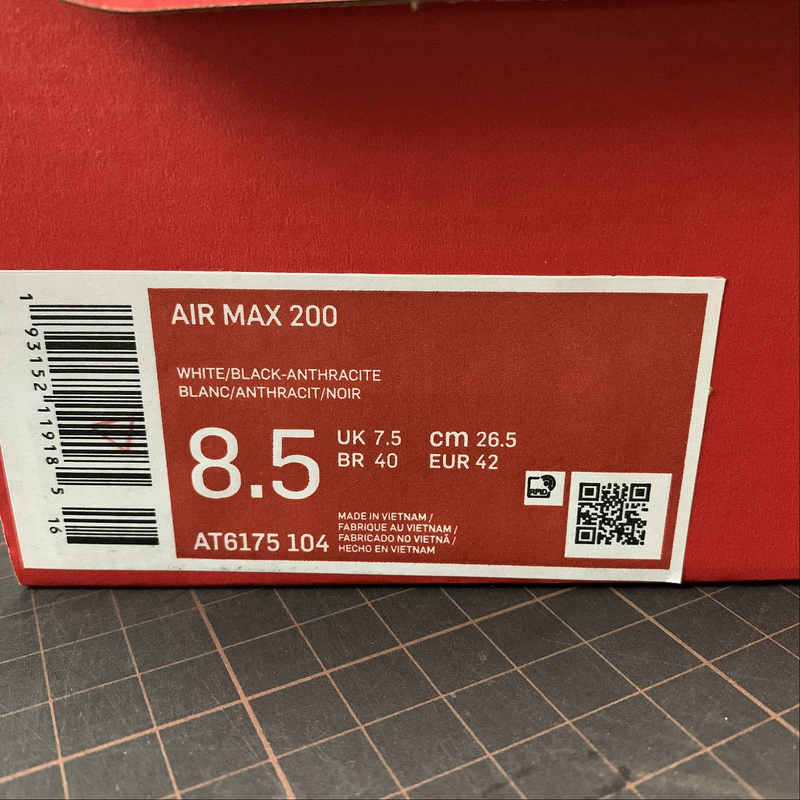 AIR MAX 200
WHITE/BLACK-ANTHRACITE
BLANC/ANTHRACIT/NOIR
8.5
UK 7.5 cm 26.5
BR 40 EUR 42
RFID
AT6175 104
MADE IN VIETNAM /
FABRIQUE AU VIETNAM /
FABRICADO NO VIETNÃ /
HECHO EN VIETNAM
1 93152 11918 5 16